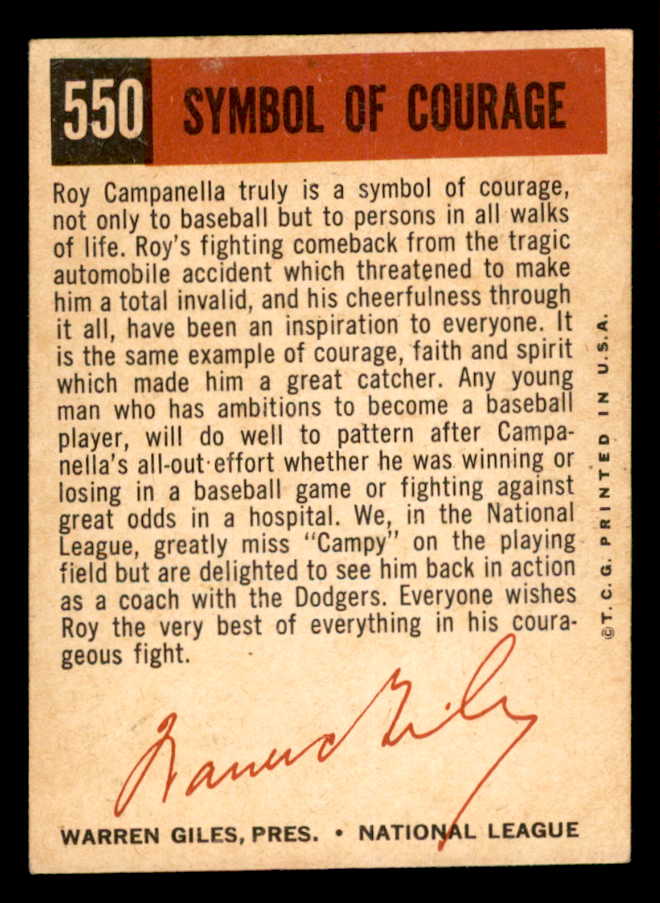 550 SYMBOL OF COURAGE
Roy Campanella truly is a symbol of courage,
not only to baseball but to persons in all walks
of life. Roy's fighting comeback from the tragic
automobile accident which threatened to make
him a total invalid, and his cheerfulness through
it all, have been an inspiration to everyone. It
is the same example of courage, faith and spirit
which made him a great catcher. Any young
man who has ambitions to become a baseball
player, will do well to pattern after Campa-
nella's all-out effort whether he was winning or
losing in a baseball game or fighting against
great odds in a hospital. We, in the National
League, greatly miss "Campy" on the playing
field but are delighted to see him back in action
as a coach with the Dodgers. Everyone wishes
Roy the very best of everything in his coura-
geous fight.
Warren Giles
WARREN GILES, PRES. • NATIONAL LEAGUE
©T. C. G. PRINTED IN U.S.A.